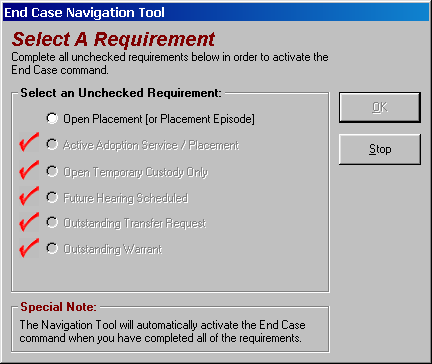 End Case Navigation Tool
Select A Requirement
Complete all unchecked requirements below in order to activate the
End Case command.
Select an Unchecked Requirement:
Open Placement [or Placement Episode]
Active Adoption Service / Placement
Open Temporary Custody Only
Future Hearing Scheduled
Outstanding Transfer Request
Outstanding Warrant
OK
Stop
Special Note:
The Navigation Tool will automatically activate the End Case
command when you have completed all of the requirements.